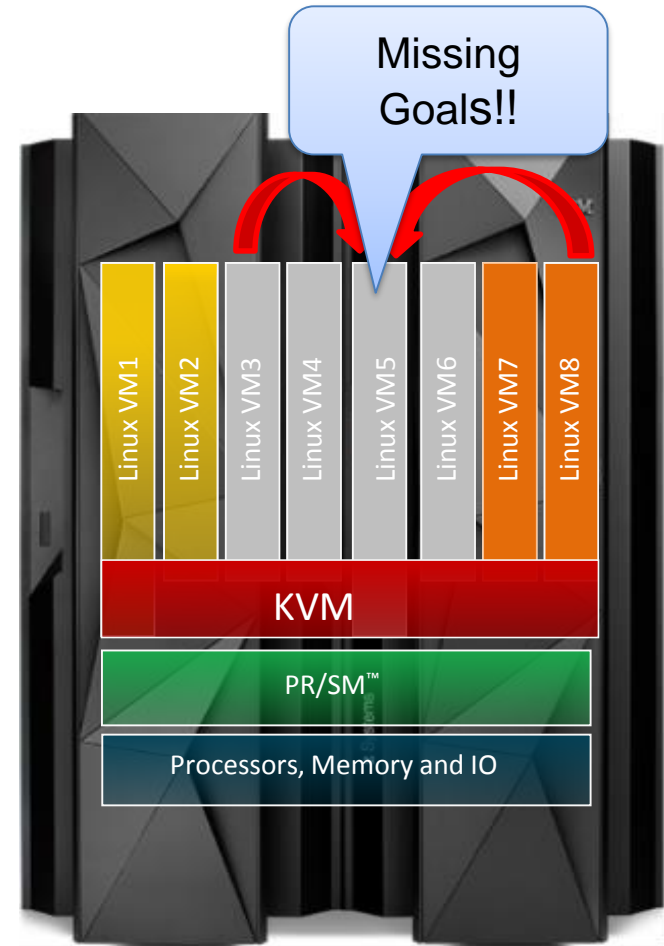 Missing
Goals!!
Linux VM1
Linux VM2
Linux VM3
Linux VM4
Linux VM5
Linux VM6
Linux VM7
Linux VM8
KVM
PR/SM™
Processors, Memory and IO